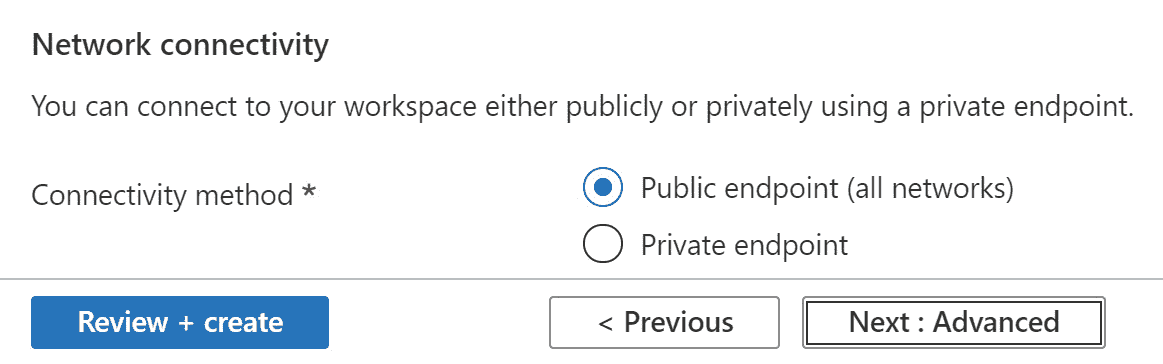 Network connectivity
You can connect to your workspace either publicly or privately using a private endpoint.
Connectivity method *
Public endpoint (all networks)
Private endpoint
Review + create
< Previous
Next : Advanced